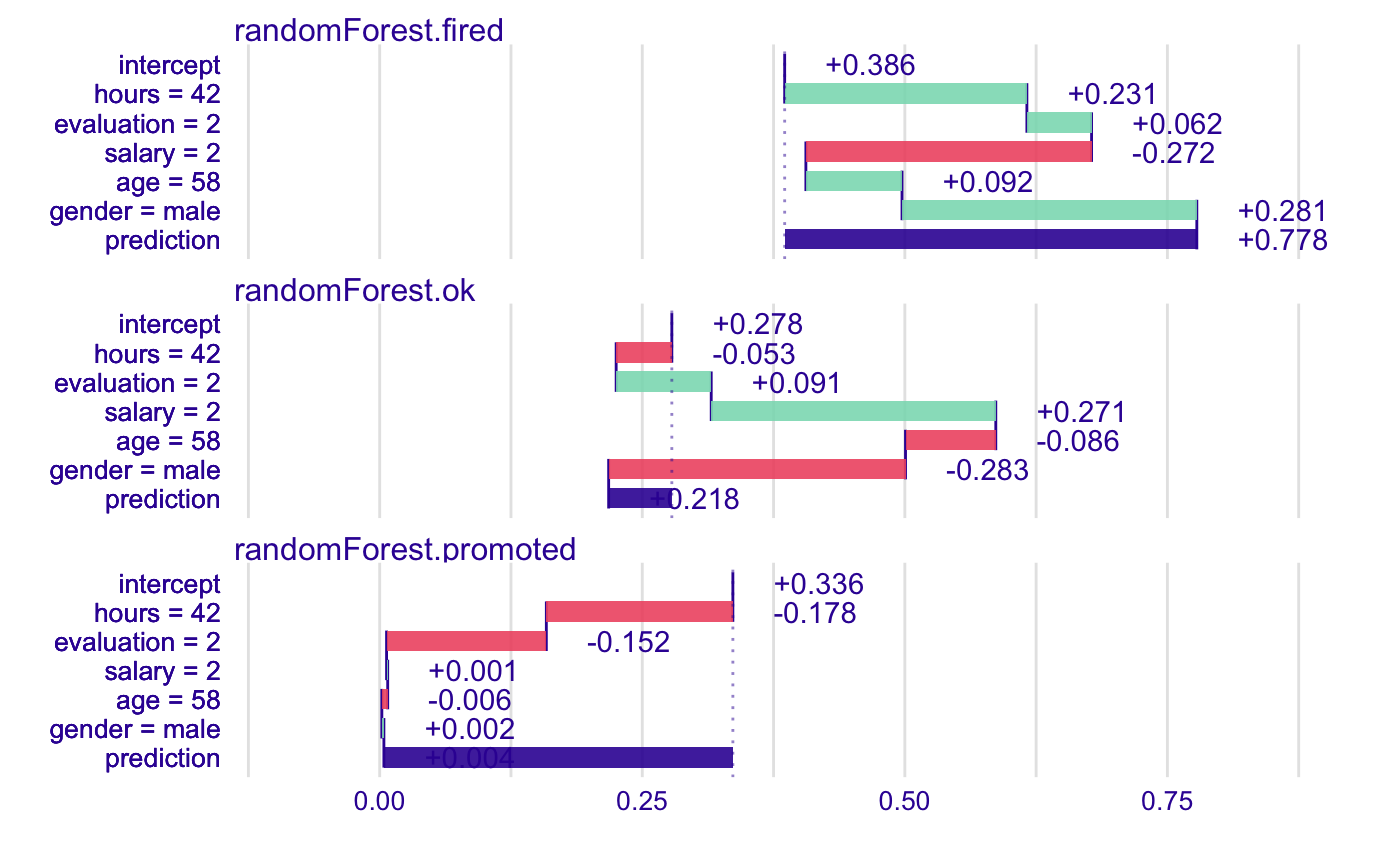 randomForest.fired
intercept +0.386
hours = 42 +0.231
evaluation = 2 +0.062
salary = 2 -0.272
age = 58 +0.092
gender = male +0.281
prediction +0.778
randomForest.ok
intercept +0.278
hours = 42 -0.053
evaluation = 2 +0.091
salary = 2 +0.271
age = 58 -0.086
gender = male -0.283
prediction +0.218
randomForest.promoted
intercept +0.336
hours = 42 -0.178
evaluation = 2 -0.152
salary = 2 +0.001
age = 58 -0.006
gender = male +0.002
prediction +0.004
0.00 0.25 0.50 0.75